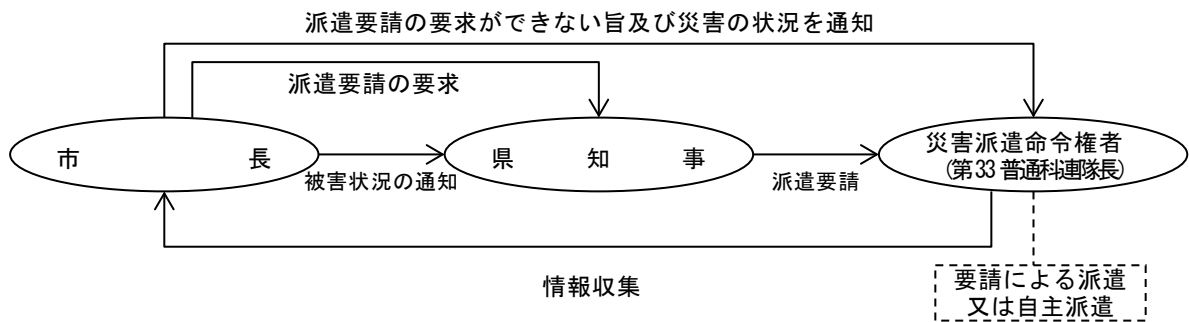 派遣要請の要求ができない旨及び災害の状況を通知
派遣要請の要求
市長
被害状況の通知
県知事
派遣要請
災害派遣命令権者
(第33普通科連隊長)
情報収集
要請による派遣
又は自主派遣